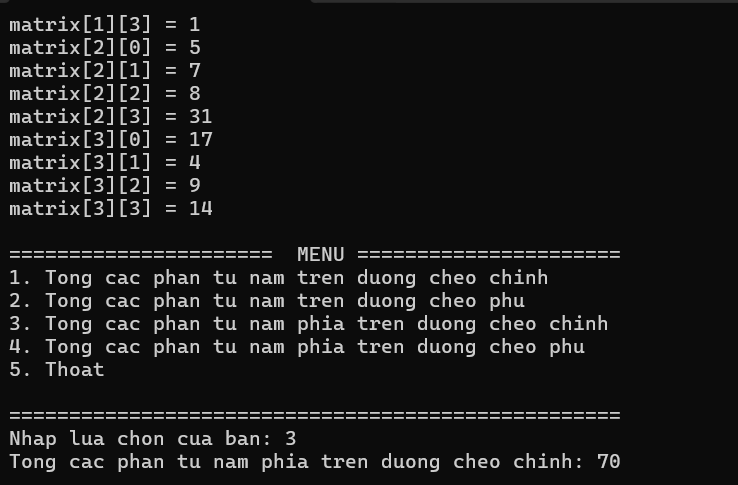 matrix[1][3] = 1
matrix[2][0] = 5
matrix[2][1] = 7
matrix[2][2] = 8
matrix[2][3] = 31
matrix[3][0] = 17
matrix[3][1] = 4
matrix[3][2] = 9
matrix[3][3] = 14
======================  MENU ======================
1. Tong cac phan tu nam tren duong cheo chinh
2. Tong cac phan tu nam tren duong cheo phu
3. Tong cac phan tu nam phia tren duong cheo chinh
4. Tong cac phan tu nam phia tren duong cheo phu
5. Thoat
===================================================
Nhap lua chon cua ban: 3
Tong cac phan tu nam phia tren duong cheo chinh: 70